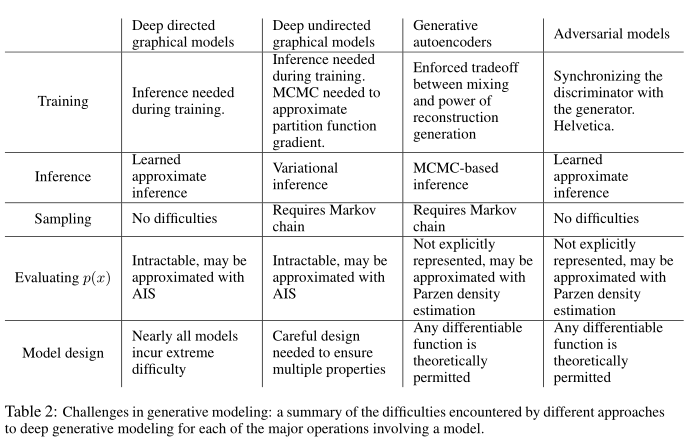 Deep directed
graphical models
Deep undirected
graphical models
Generative
autoencoders
Adversarial models
Training
Inference needed
during training.
Inference needed
during training.
MCMC needed to
approximate
partition function
gradient.
Enforced tradeoff
between mixing
and power of
reconstruction
generation
Synchronizing the
discriminator with
the generator.
Helvetica.
Inference
Learned
approximate
inference
Variational
inference
MCMC-based
inference
Learned
approximate
inference
Sampling
No difficulties
Requires Markov
chain
Requires Markov
chain
No difficulties
Evaluating p(x)
Intractable, may be
approximated with
AIS
Intractable, may be
approximated with
AIS
Not explicitly
represented, may be
approximated with
Parzen density
estimation
Not explicitly
represented, may be
approximated with
Parzen density
estimation
Model design
Nearly all models
incur extreme
difficulty
Careful design
needed to ensure
multiple properties
Any differentiable
function is
theoretically
permitted
Any differentiable
function is
theoretically
permitted
Table 2: Challenges in generative modeling: a summary of the difficulties encountered by different approaches
to deep generative modeling for each of the major operations involving a model.